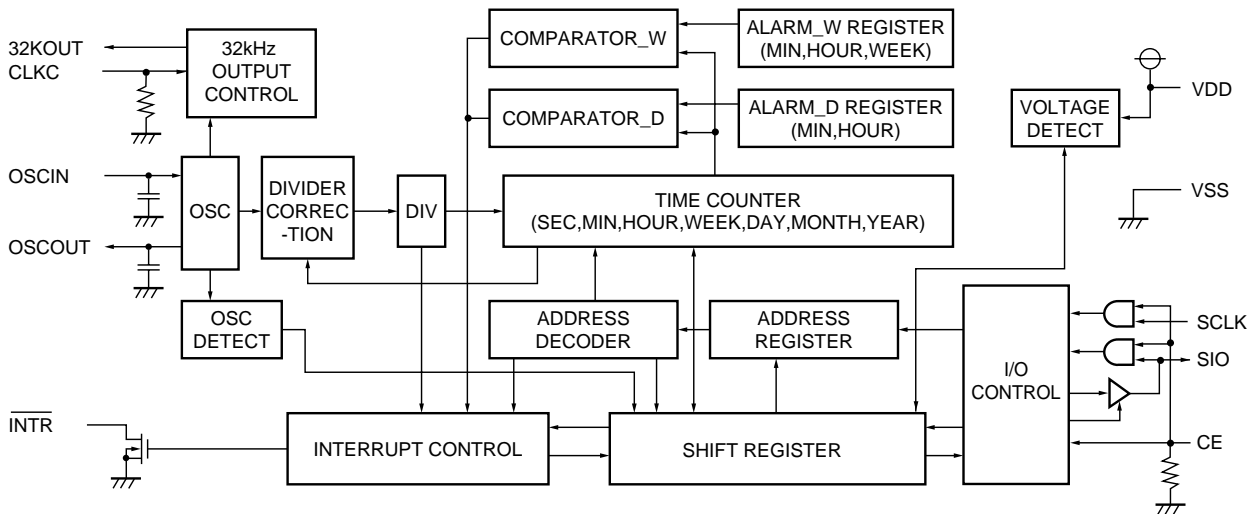 32KOUT
CLKC
32kHz
OUTPUT
CONTROL
COMPARATOR_W
ALARM_W REGISTER
(MIN,HOUR,WEEK)
COMPARATOR_D
ALARM_D REGISTER
(MIN,HOUR)
VOLTAGE
DETECT
VDD
VSS
OSCIN
OSCOUT
OSC
DIVIDER
CORREC
-TION
DIV
TIME COUNTER
(SEC,MIN,HOUR,WEEK,DAY,MONTH,YEAR)
OSC
DETECT
ADDRESS
DECODER
ADDRESS
REGISTER
I/O
CONTROL
SCLK
SIO
CE
INTR
INTERRUPT CONTROL
SHIFT REGISTER